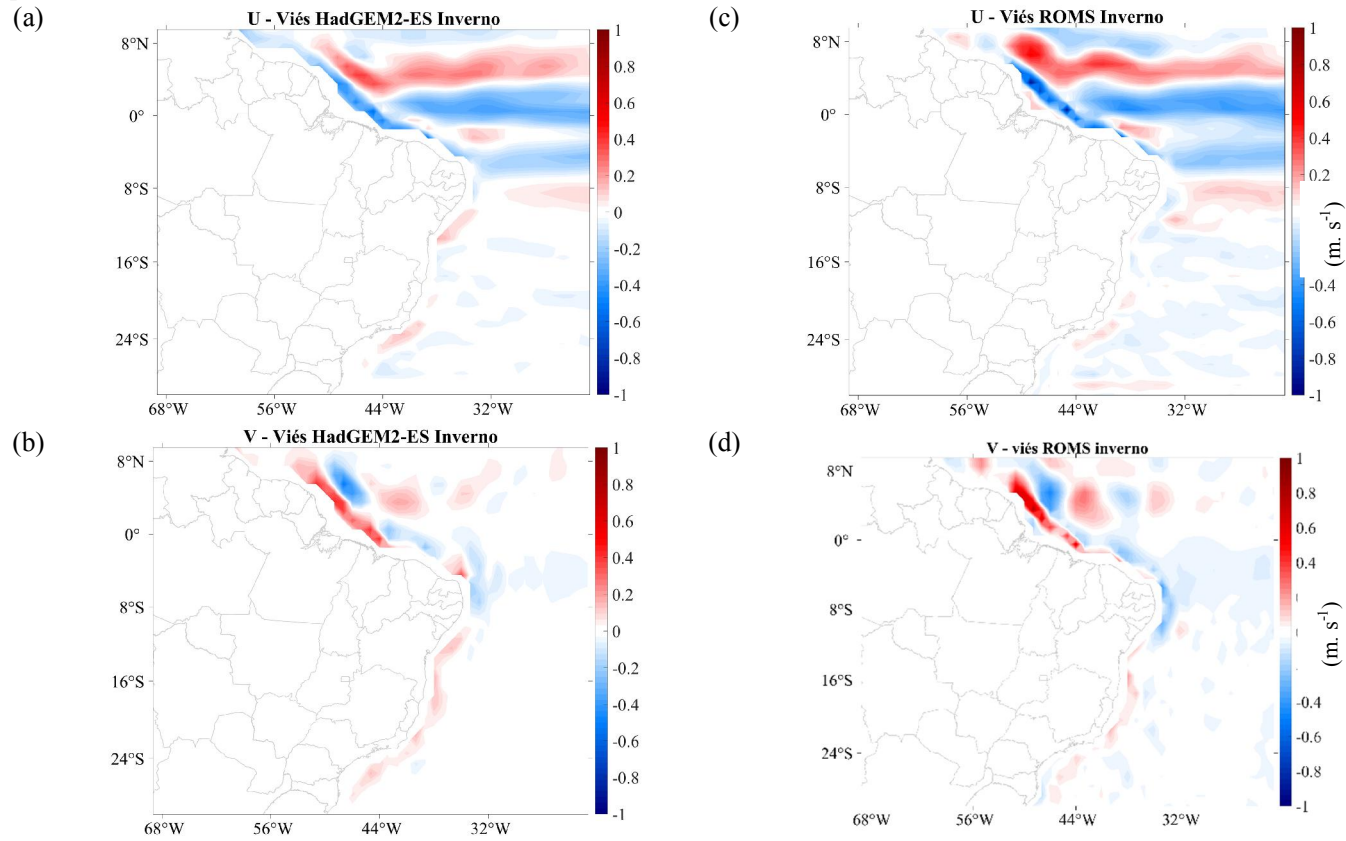 (a)
U - Viés HadGEM2-ES Inverno
8°N
0°
8°S
16°S
24°S
68°W 56°W 44°W 32°W
1
0.8
0.6
0.4
0.2
0
-0.2
-0.4
-0.6
-0.8
-1
(c)
U - Viés ROMS Inverno
8°N
0°
8°S
16°S
24°S
68°W 56°W 44°W 32°W
1
0.8
0.6
0.4
0.2
-0.4
-0.6
-0.8
-1
(m. s⁻¹)
(b)
V - Viés HadGEM2-ES Inverno
8°N
0°
8°S
16°S
24°S
68°W 56°W 44°W 32°W
1
0.8
0.6
0.4
0.2
0
-0.2
-0.4
-0.6
-0.8
-1
(d)
V - viés ROMS inverno
8°N
0°
8°S
16°S
24°S
68°W 56°W 44°W 32°W
1
0.8
0.6
0.4
0.2
-0.4
-0.6
-0.8
-1
(m. s⁻¹)